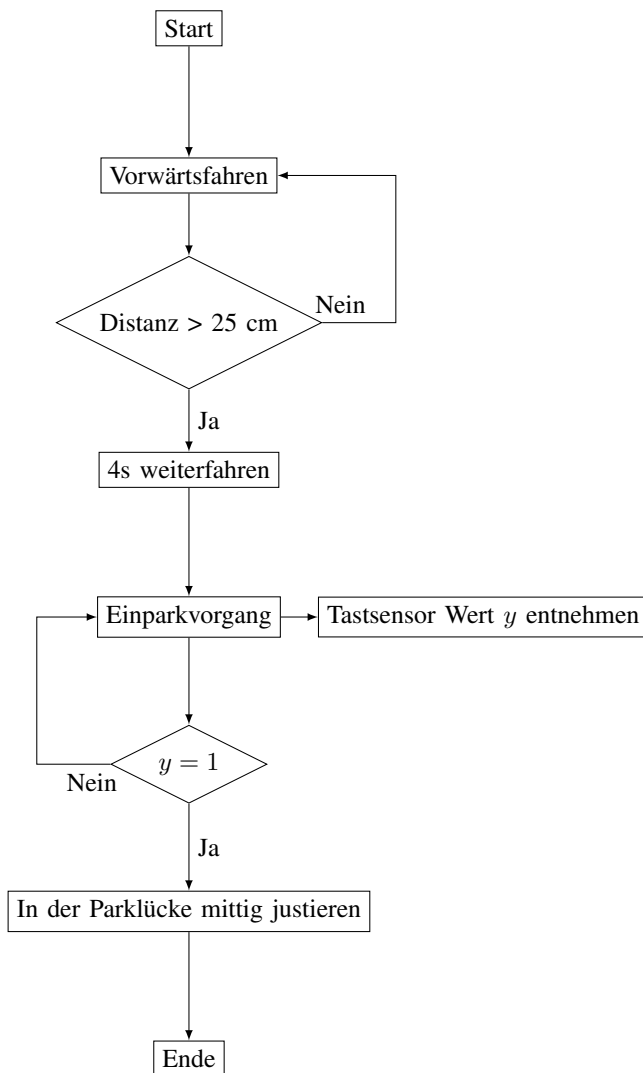 Start
Vorwärtsfahren
Nein
Distanz > 25 cm
Ja
4s weiterfahren
Einparkvorgang
Tastsensor Wert y entnehmen
y = 1
Nein
Ja
In der Parklücke mittig justieren
Ende